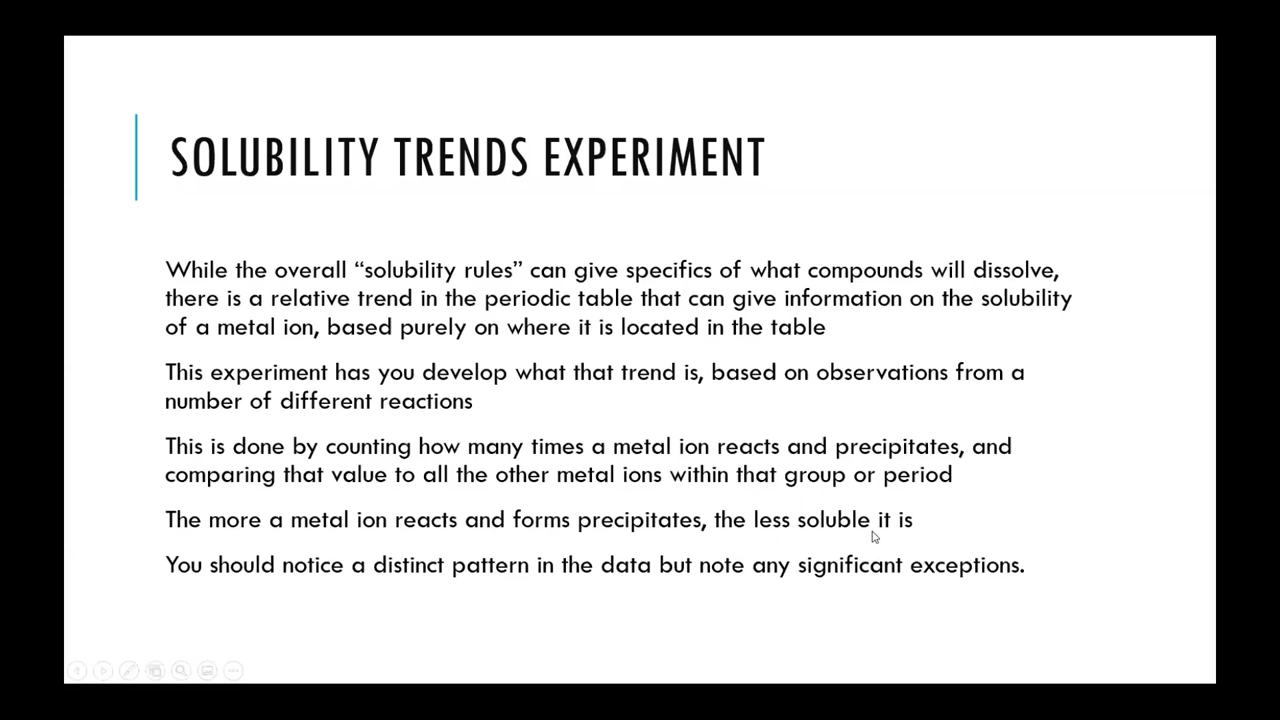 SOLUBILITY TRENDS EXPERIMENT
While the overall “solubility rules” can give specifics of what compounds will dissolve,
there is a relative trend in the periodic table that can give information on the solubility
of a metal ion, based purely on where it is located in the table
This experiment has you develop what that trend is, based on observations from a
number of different reactions
This is done by counting how many times a metal ion reacts and precipitates, and
comparing that value to all the other metal ions within that group or period
The more a metal ion reacts and forms precipitates, the less soluble it is
You should notice a distinct pattern in the data but note any significant exceptions.